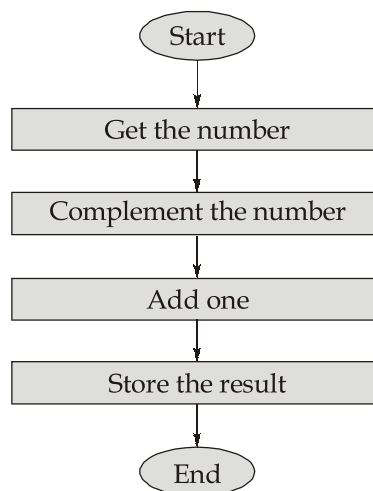 Start
Get the number
Complement the number
Add one
Store the result
End